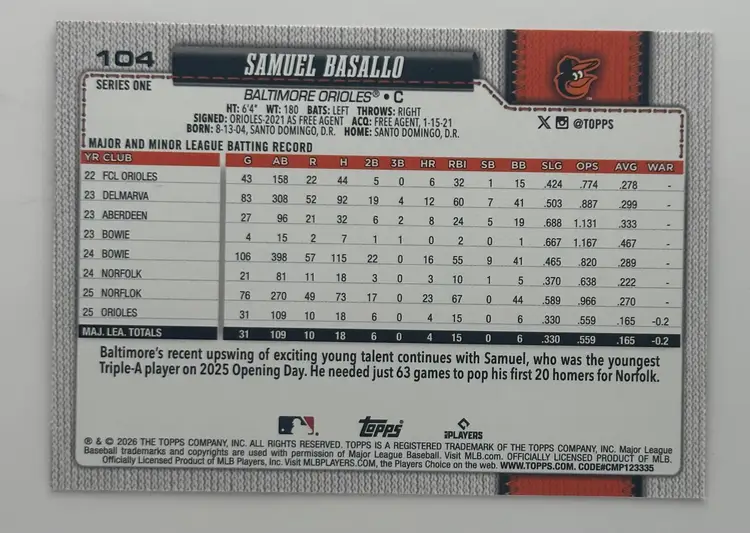 104
SAMUEL BASALLO
SERIES ONE
BALTIMORE ORIOLES® • C
HT: 6'4" WT: 180 BATS: LEFT THROWS: RIGHT
SIGNED: ORIOLES-2021 AS FREE AGENT ACQ: FREE AGENT, 1-15-21
BORN: 8-13-04, SANTO DOMINGO, D.R. HOME: SANTO DOMINGO, D.R.
@TOPPS
MAJOR AND MINOR LEAGUE BATTING RECORD
YR CLUB G AB R H 2B 3B HR RBI SB BB SLG OPS AVG WAR
22 FCL ORIOLES 43 158 22 44 5 0 6 32 1 15 .424 .774 .278 -
23 DELMARVA 83 308 52 92 19 4 12 60 7 41 .503 .887 .299 -
23 ABERDEEN 27 96 21 32 6 2 8 24 5 19 .688 1.131 .333 -
23 BOWIE 4 15 2 7 1 1 0 2 0 1 .667 1.167 .467 -
24 BOWIE 106 398 57 115 22 0 16 55 9 41 .465 .820 .289 -
24 NORFOLK 21 81 11 18 3 0 3 10 1 5 .370 .638 .222 -
25 NORFLOK 76 270 49 73 17 0 23 67 0 44 .589 .966 .270 -
25 ORIOLES 31 109 10 18 6 0 4 15 0 6 .330 .559 .165 -0.2
MAJ. LEA. TOTALS 31 109 10 18 6 0 4 15 0 6 .330 .559 .165 -0.2
Baltimore's recent upswing of exciting young talent continues with Samuel, who was the youngest
Triple-A player on 2025 Opening Day. He needed just 63 games to pop his first 20 homers for Norfolk.
Topps
PLAYERS
® & © 2026 THE TOPPS COMPANY, INC. ALL RIGHTS RESERVED. TOPPS IS A REGISTERED TRADEMARK OF THE TOPPS COMPANY, INC. Major League
Baseball trademarks and copyrights are used with permission of Major League Baseball. Visit MLB.com. OFFICIALLY LICENSED PRODUCT OF MLB.
Officially Licensed Product of MLB Players, Inc. Visit MLBPLAYERS.COM, the Players Choice on the web. WWW.TOPPS.COM. CODE#CMP123335